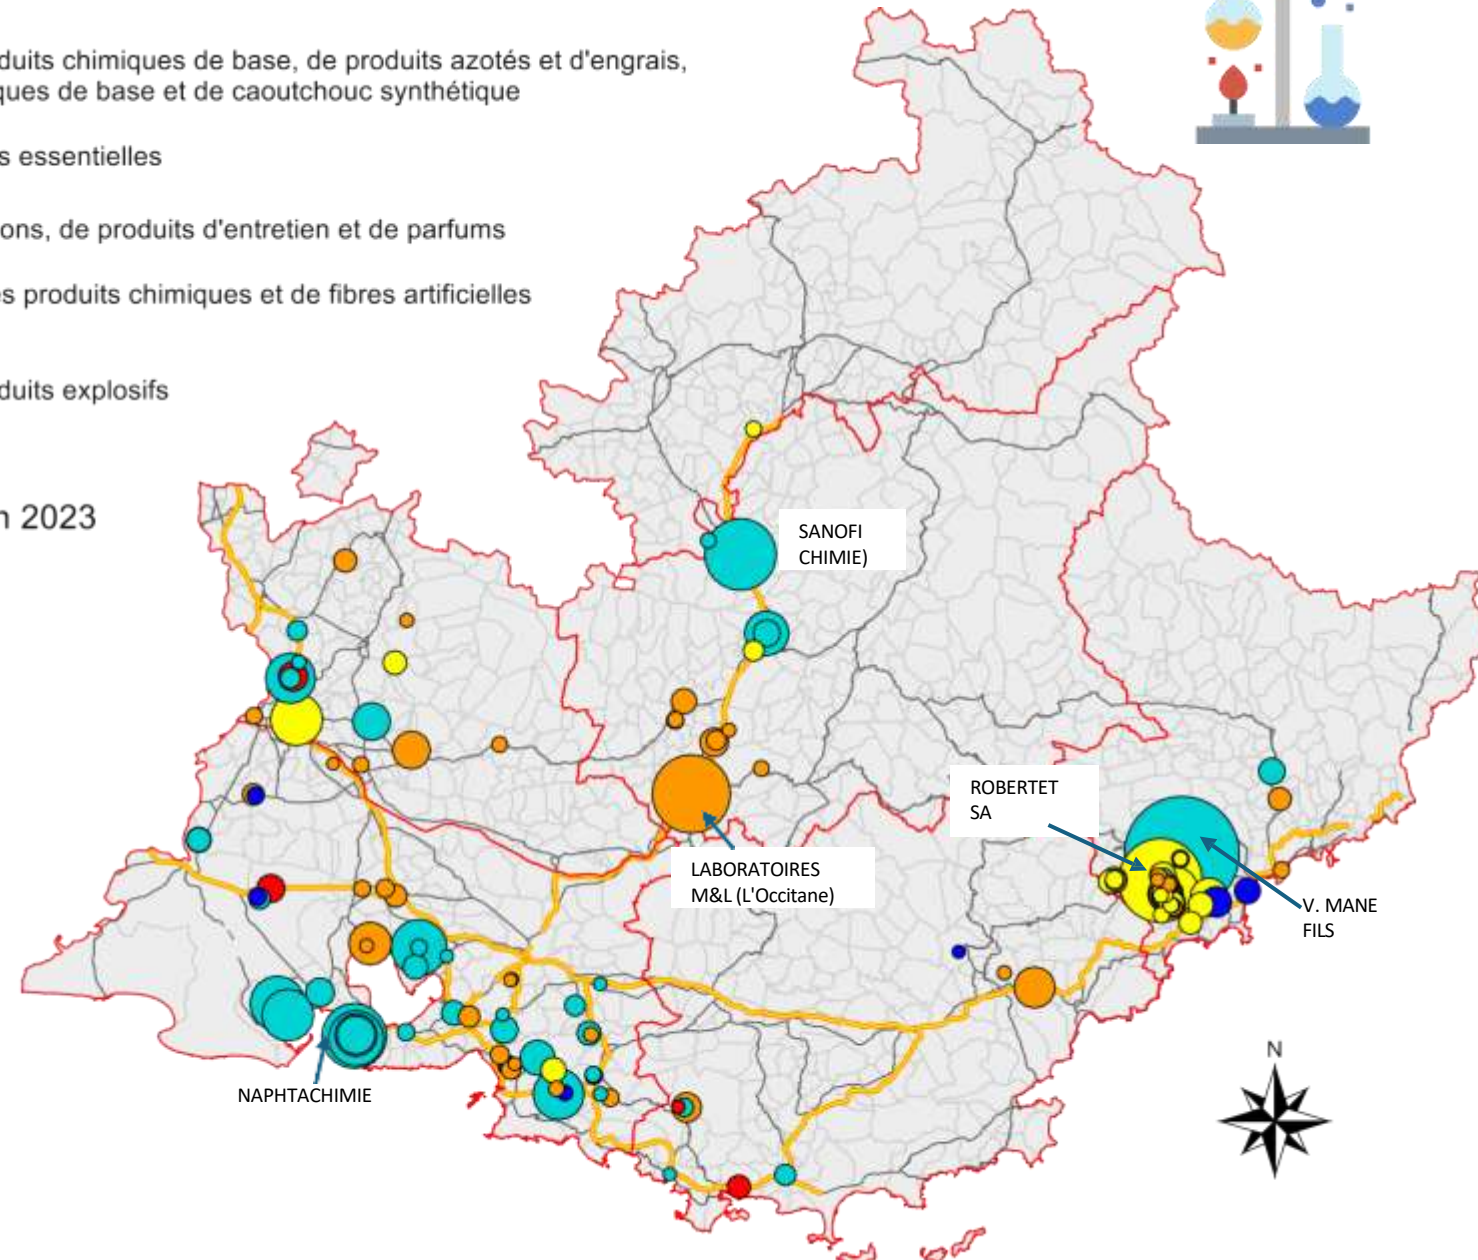 duits chimiques de base, de produits azotés et d'engrais,
ques de base et de caoutchouc synthétique
s essentielles
ons, de produits d'entretien et de parfums
es produits chimiques et de fibres artificielles
duits explosifs
n 2023
SANOFI
CHIMIE)
ROBERTET
SA
LABORATOIRES
M&L (L'Occitane)
V. MANE
FILS
NAPHTACHIMIE
N